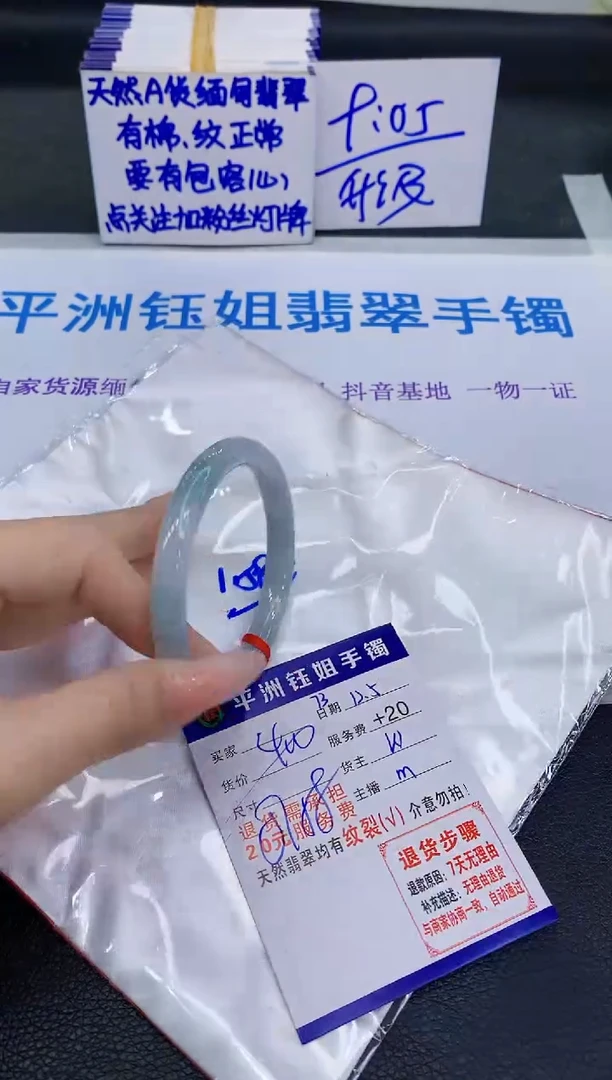 天然A货缅甸翡翠
有棉、纹正常
要有包容心
点关注加粉丝灯牌
升级
平洲钰姐翡翠手镯
自家货源缅
抖音基地 一物一证
平洲钰姐手镯
日期 12.5
买家
服务费 +20
货价
货主 W
尺寸
主播 m
退货需承担
20元服务费
天然翡翠均有纹裂(√) 介意勿拍!
退货步骤
退款原因:7天无理由
补充描述:无理由退货
与商家协商一致,自动通过